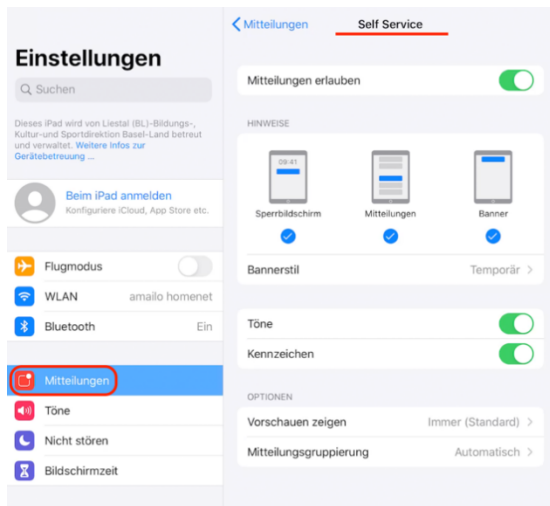 Einstellungen
Suchen
Dieses iPad wird von Liestal (BL)-Bildungs-,
Kultur-und Sportdirektion Basel-Land betreut
und verwaltet. Weitere Infos zur
Gerätebetreuung ...
Beim iPad anmelden
Konfiguriere iCloud, App Store etc.
Flugmodus
WLAN amailo homenet
Bluetooth Ein
Mitteilungen
Töne
Nicht stören
Bildschirmzeit
Mitteilungen Self Service
Mitteilungen erlauben
HINWEISE
09:41
Sperrbildschirm Mitteilungen Banner
Bannerstil Temporär
Töne
Kennzeichen
OPTIONEN
Vorschauen zeigen Immer (Standard)
Mitteilungsgruppierung Automatisch